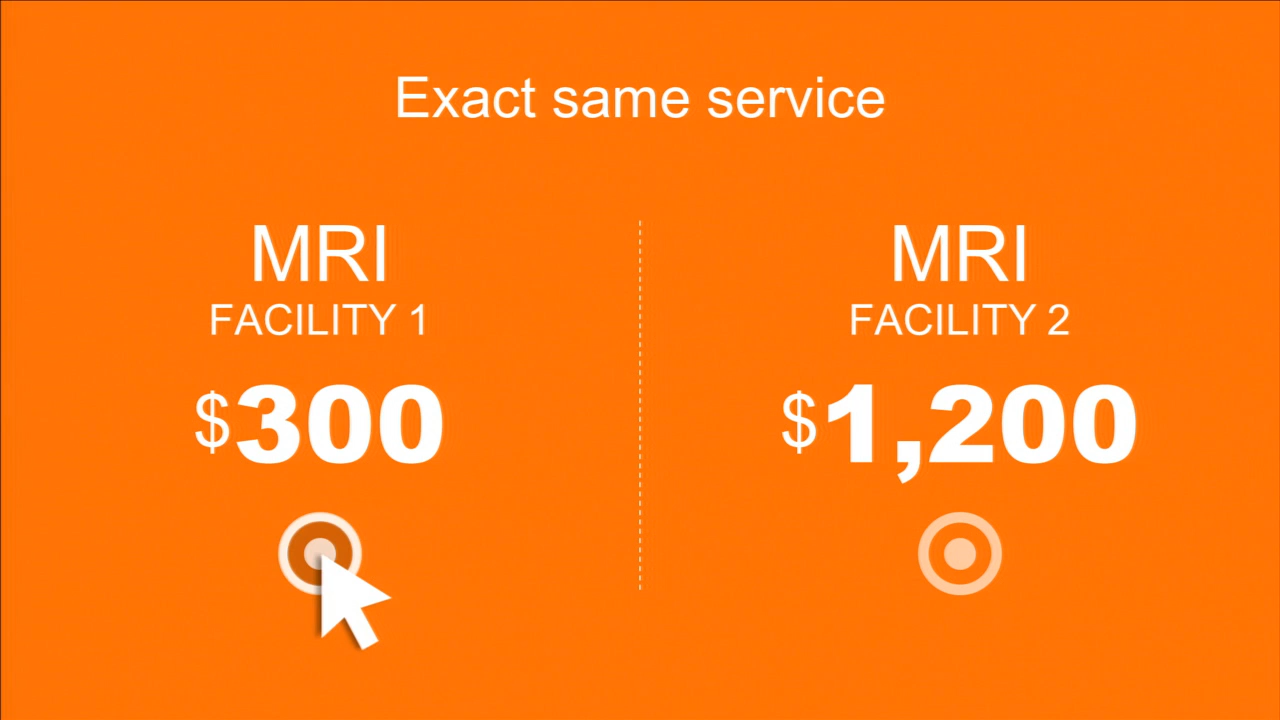 Exact same service
MRI
FACILITY 1
$300
MRI
FACILITY 2
$1,200